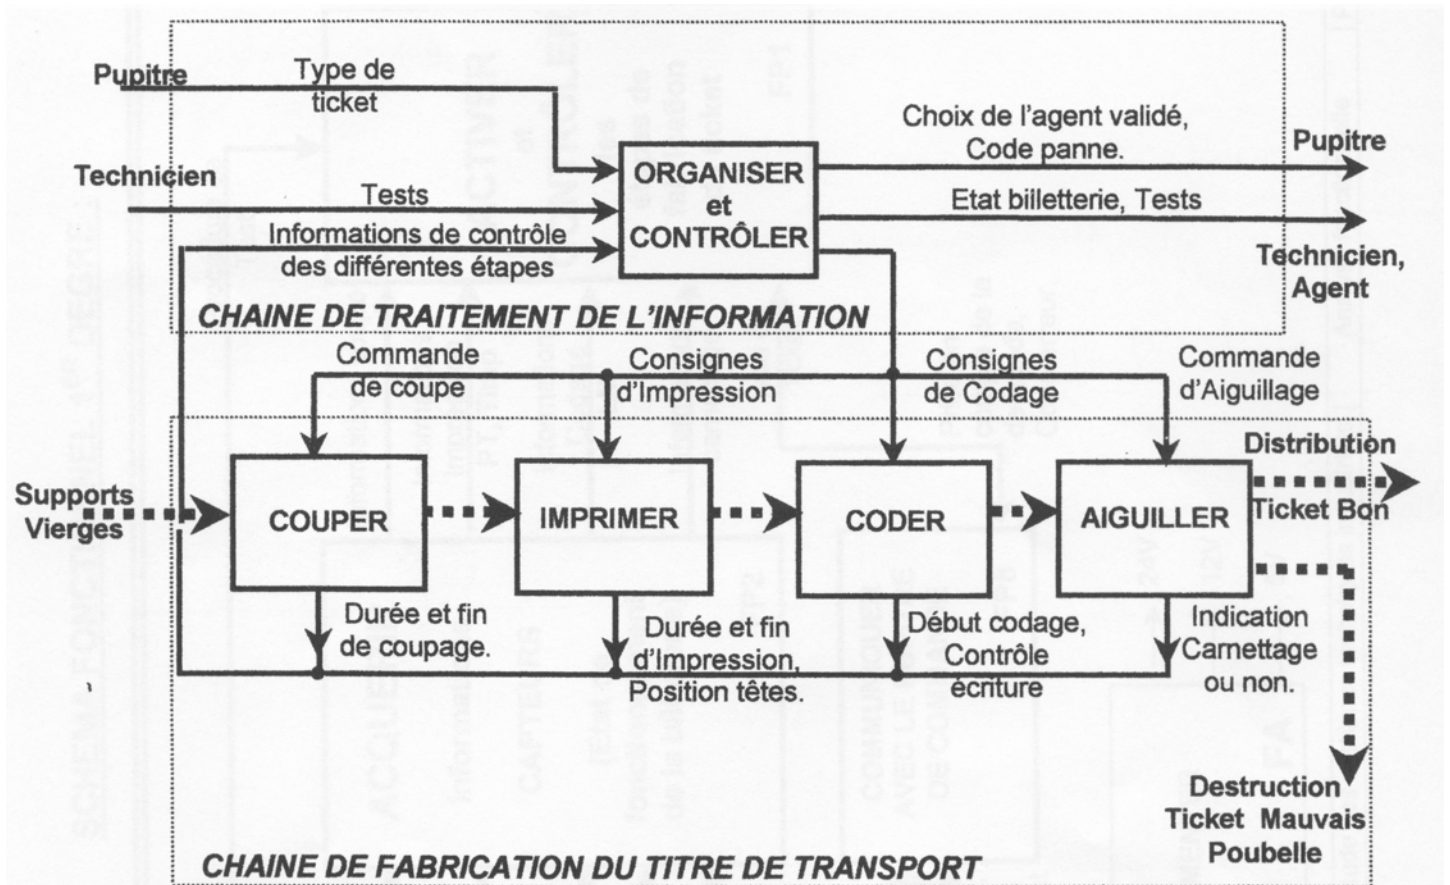 Pupitre
Type de
ticket
Choix de l'agent validé,
Code panne.
Pupitre
Technicien
Tests
ORGANISER
et
CONTRÔLER
Etat billetterie, Tests
Informations de contrôle
des différentes étapes
Technicien,
Agent
CHAINE DE TRAITEMENT DE L'INFORMATION
Commande
de coupe
Consignes
d'Impression
Consignes
de Codage
Commande
d'Aiguillage
Supports
Vierges
COUPER
IMPRIMER
CODER
AIGUILLER
Distribution
Ticket Bon
Durée et fin
de coupage.
Durée et fin
d'Impression,
Position têtes.
Début codage,
Contrôle
écriture
Indication
Carnettage
ou non.
Destruction
Ticket Mauvais
Poubelle
CHAINE DE FABRICATION DU TITRE DE TRANSPORT
SCHEMA FONCTIONNEL 1er DEGRE